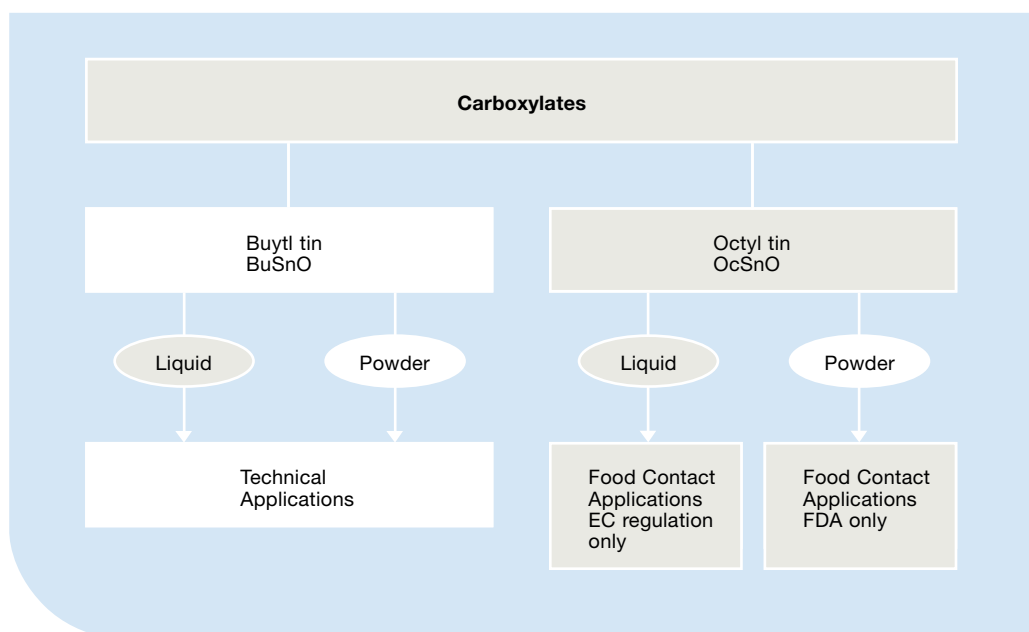 Carboxylates
Buytl tin
BuSnO
Octyl tin
OcSnO
Liquid
Powder
Liquid
Powder
Technical
Applications
Food Contact
Applications
EC regulation
only
Food Contact
Applications
FDA only